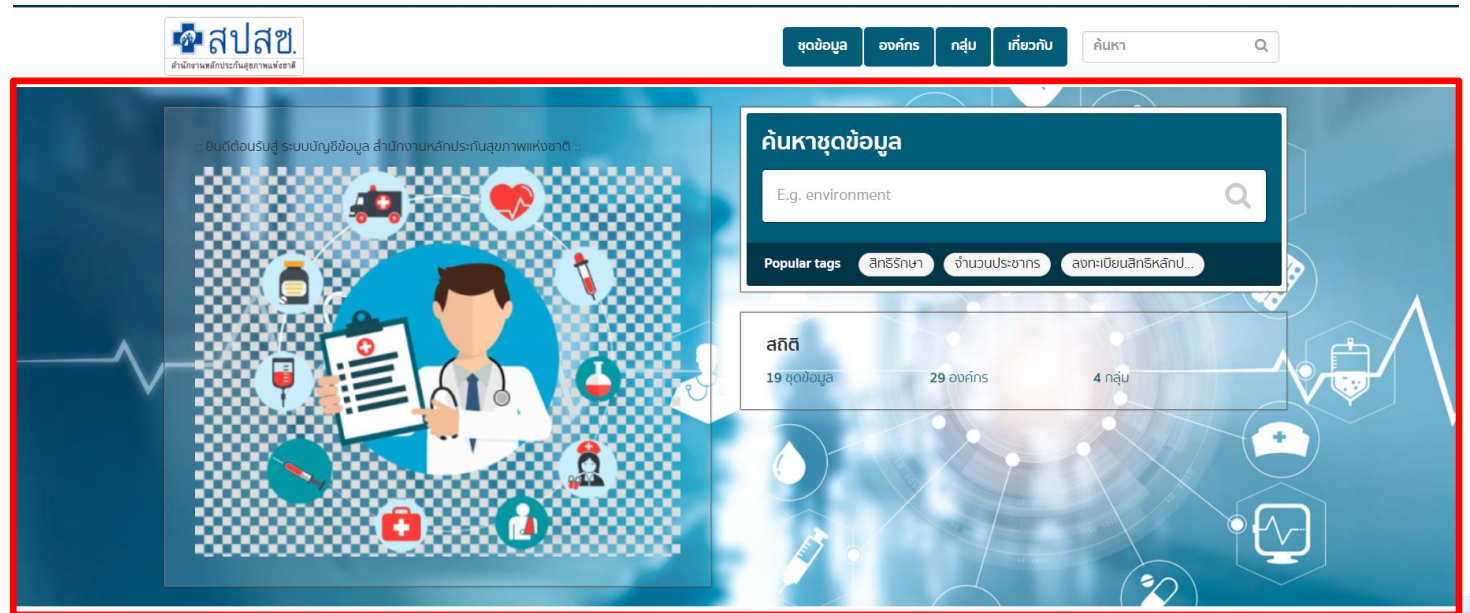 สปสช.
สำนักงานหลักประกันสุขภาพแห่งชาติ
ชุดข้อมูล องค์กร กลุ่ม เกี่ยวกับ ค้นหา
:: ยินดีต้อนรับสู่ ระบบบัญชีข้อมูล สำนักงานหลักประกันสุขภาพแห่งชาติ ::
ค้นหาชุดข้อมูล
E.g. environment
Popular tags สิทธิรักษา จำนวนประชากร ลงทะเบียนสิทธิหลักป...
สถิติ
19 ชุดข้อมูล 29 องค์กร 4 กลุ่ม